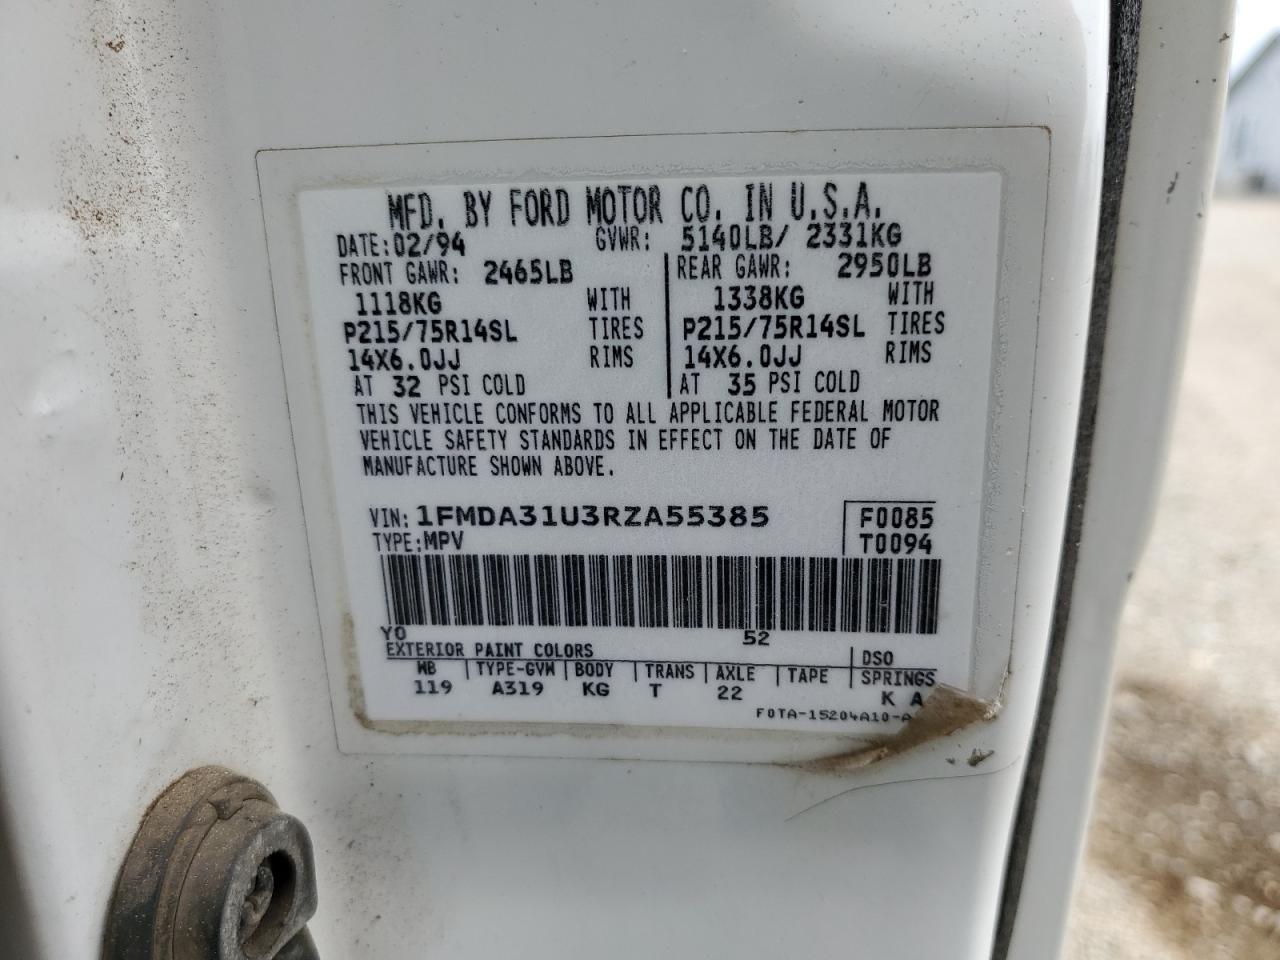 MFD. BY FORD MOTOR CO. IN U.S.A.
DATE: 02/94 GVWR: 5140LB/ 2331KG
FRONT GAWR: 2465LB REAR GAWR: 2950LB
1118KG WITH 1338KG WITH
P215/75R14SL TIRES P215/75R14SL TIRES
14X6.0JJ RIMS 14X6.0JJ RIMS
AT 32 PSI COLD AT 35 PSI COLD
THIS VEHICLE CONFORMS TO ALL APPLICABLE FEDERAL MOTOR
VEHICLE SAFETY STANDARDS IN EFFECT ON THE DATE OF
MANUFACTURE SHOWN ABOVE.
VIN: 1FMDA31U3RZA55385 F0085
TYPE: MPV T0094
YO 52
EXTERIOR PAINT COLORS DSO
WB TYPE-GVW BODY TRANS AXLE TAPE SPRINGS
119 A319 KG T 22 K A